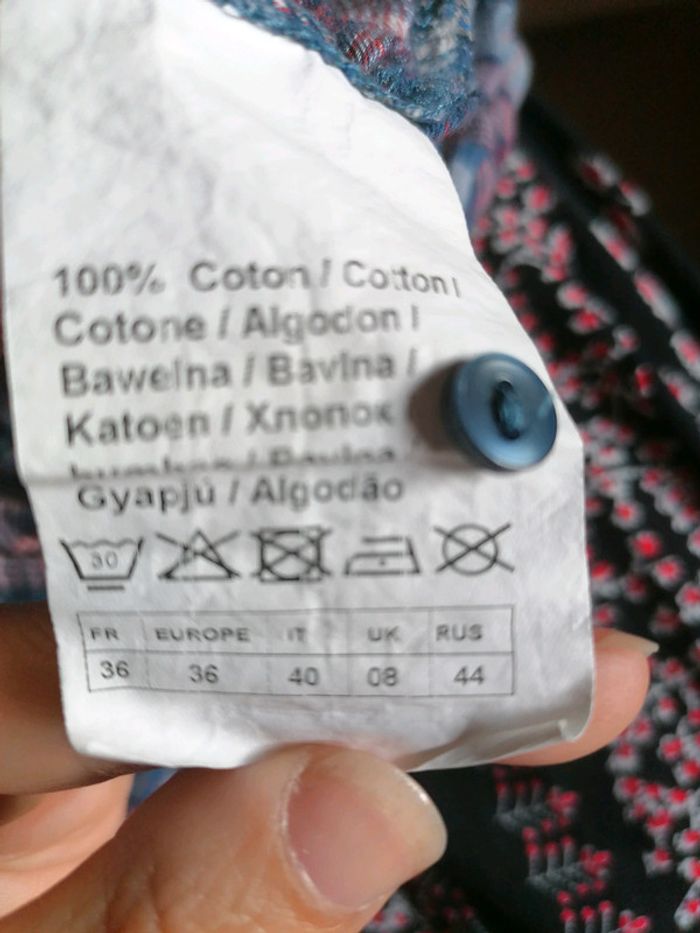 100% Coton / Cotton /
Cotone / Algodon /
Bawelna / Bavlna /
Katoen / Xnonok
Gyapjú / Algodão
30
FR EUROPE IT UK RUS
36 36 40 08 44